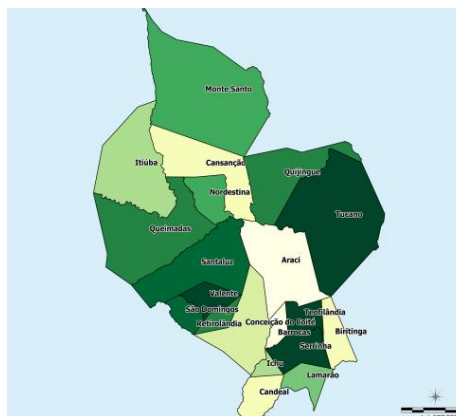 Monte Santo
Itiúba
Cansanção
Quijingue
Nordestina
Tucano
Queimadas
Santaluz
Araci
Valente
São Domingos
Retirolândia
Conceição do Coité
Teofilândia
Barrocas
Biritinga
Serrinha
Ichu
Lamarão
Candeal